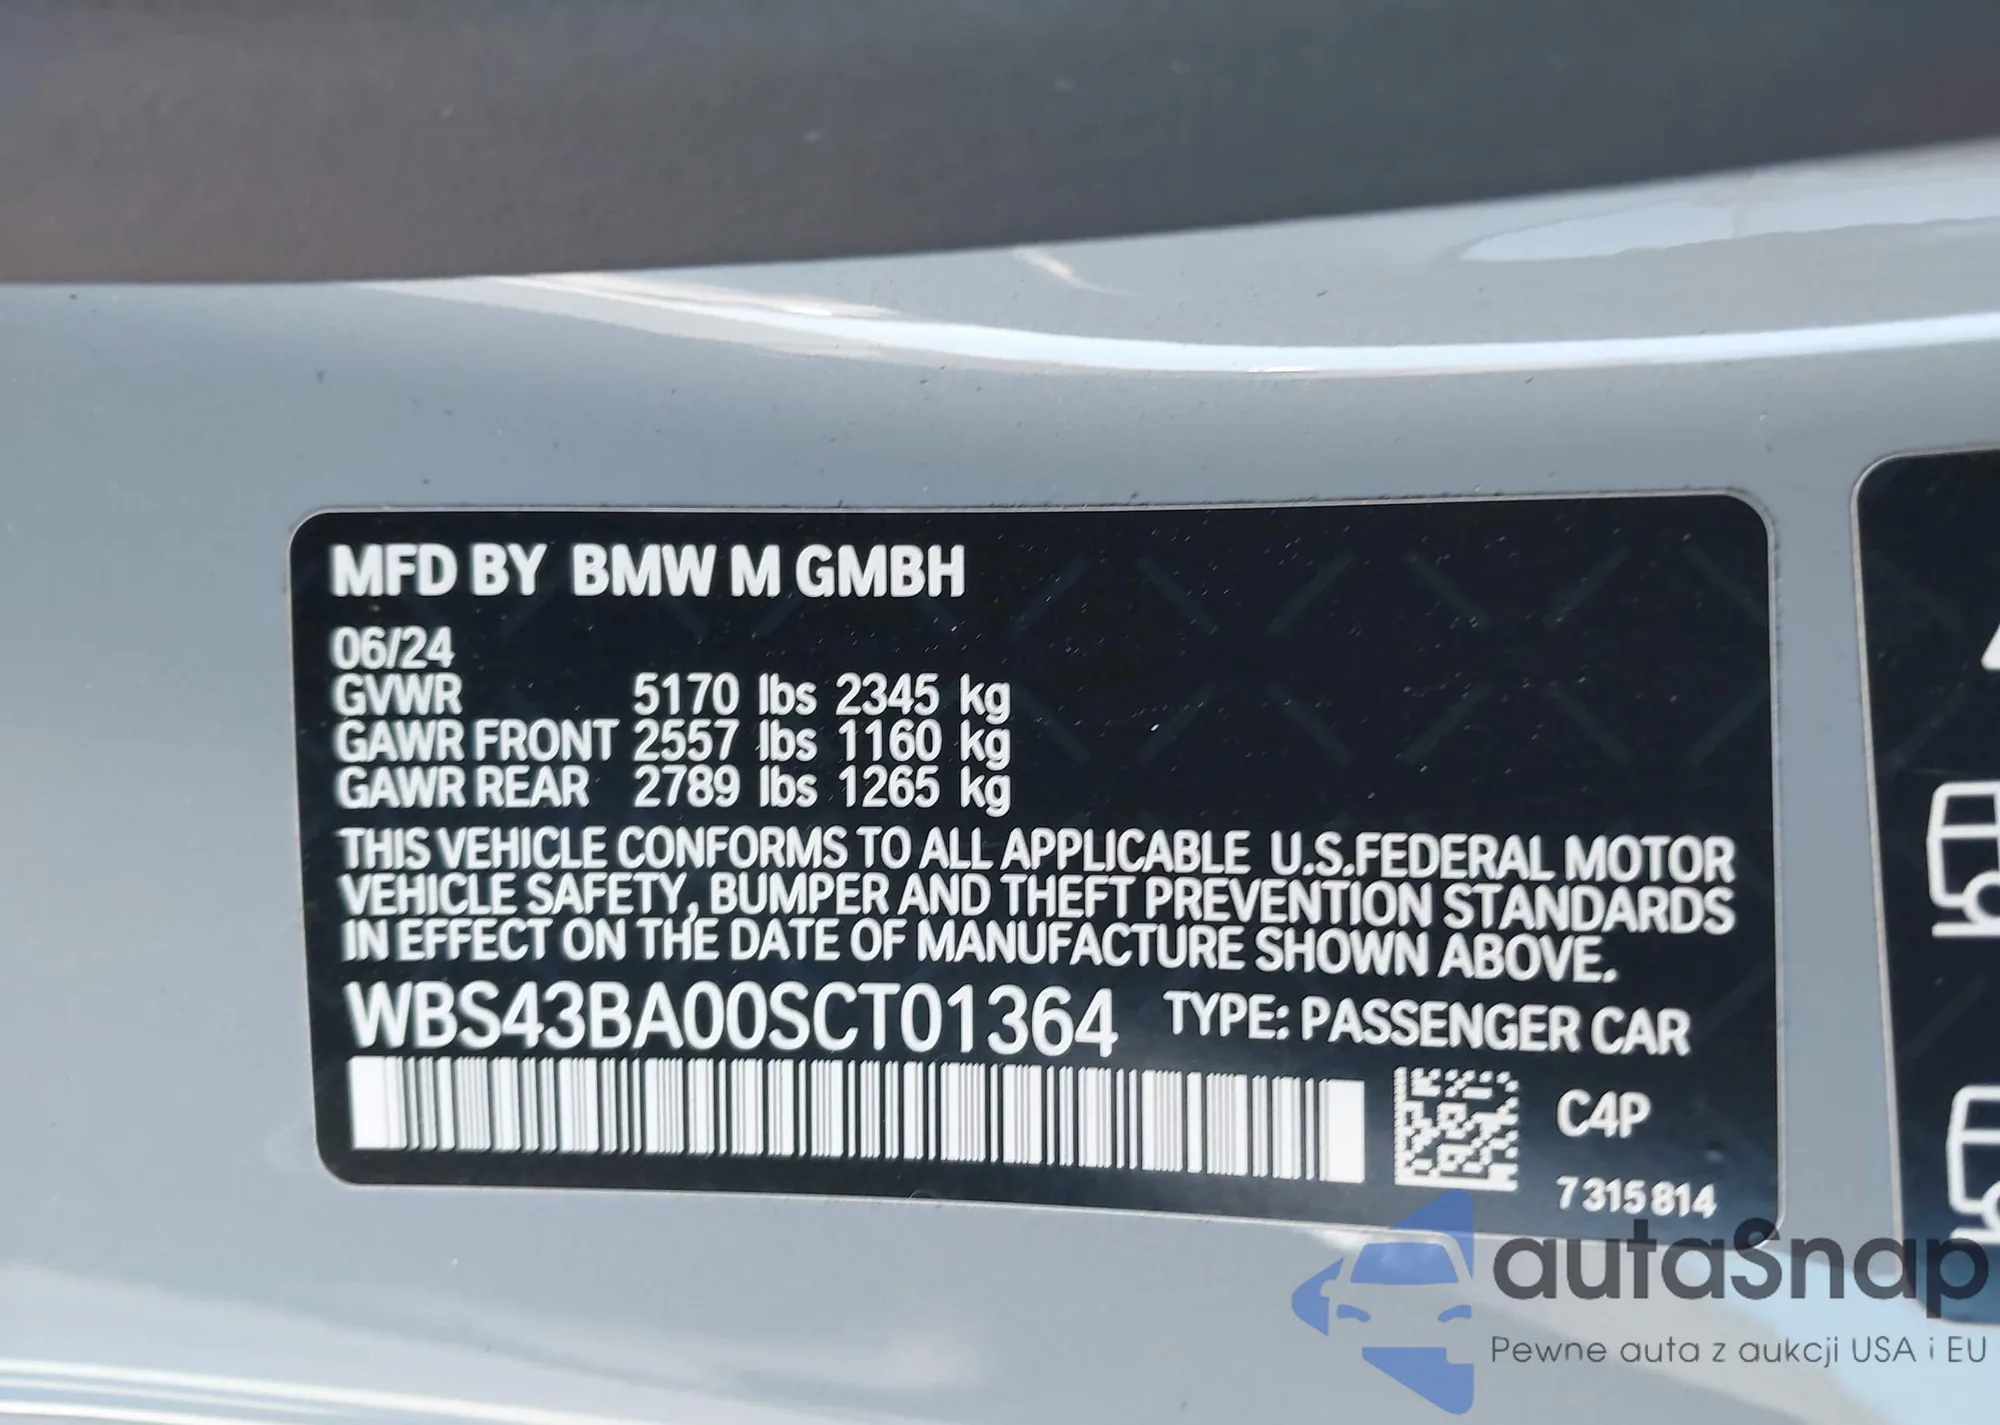 MFD BY BMW M GMBH
06/24
GVWR 5170 lbs 2345 kg
GAWR FRONT 2557 lbs 1160 kg
GAWR REAR 2789 lbs 1265 kg
THIS VEHICLE CONFORMS TO ALL APPLICABLE U.S.FEDERAL MOTOR
VEHICLE SAFETY, BUMPER AND THEFT PREVENTION STANDARDS
IN EFFECT ON THE DATE OF MANUFACTURE SHOWN ABOVE.
WBS43BA00SCT01364 TYPE: PASSENGER CAR
C4P
7315814
autaSnap
Pewne auta z aukcji USA i EU